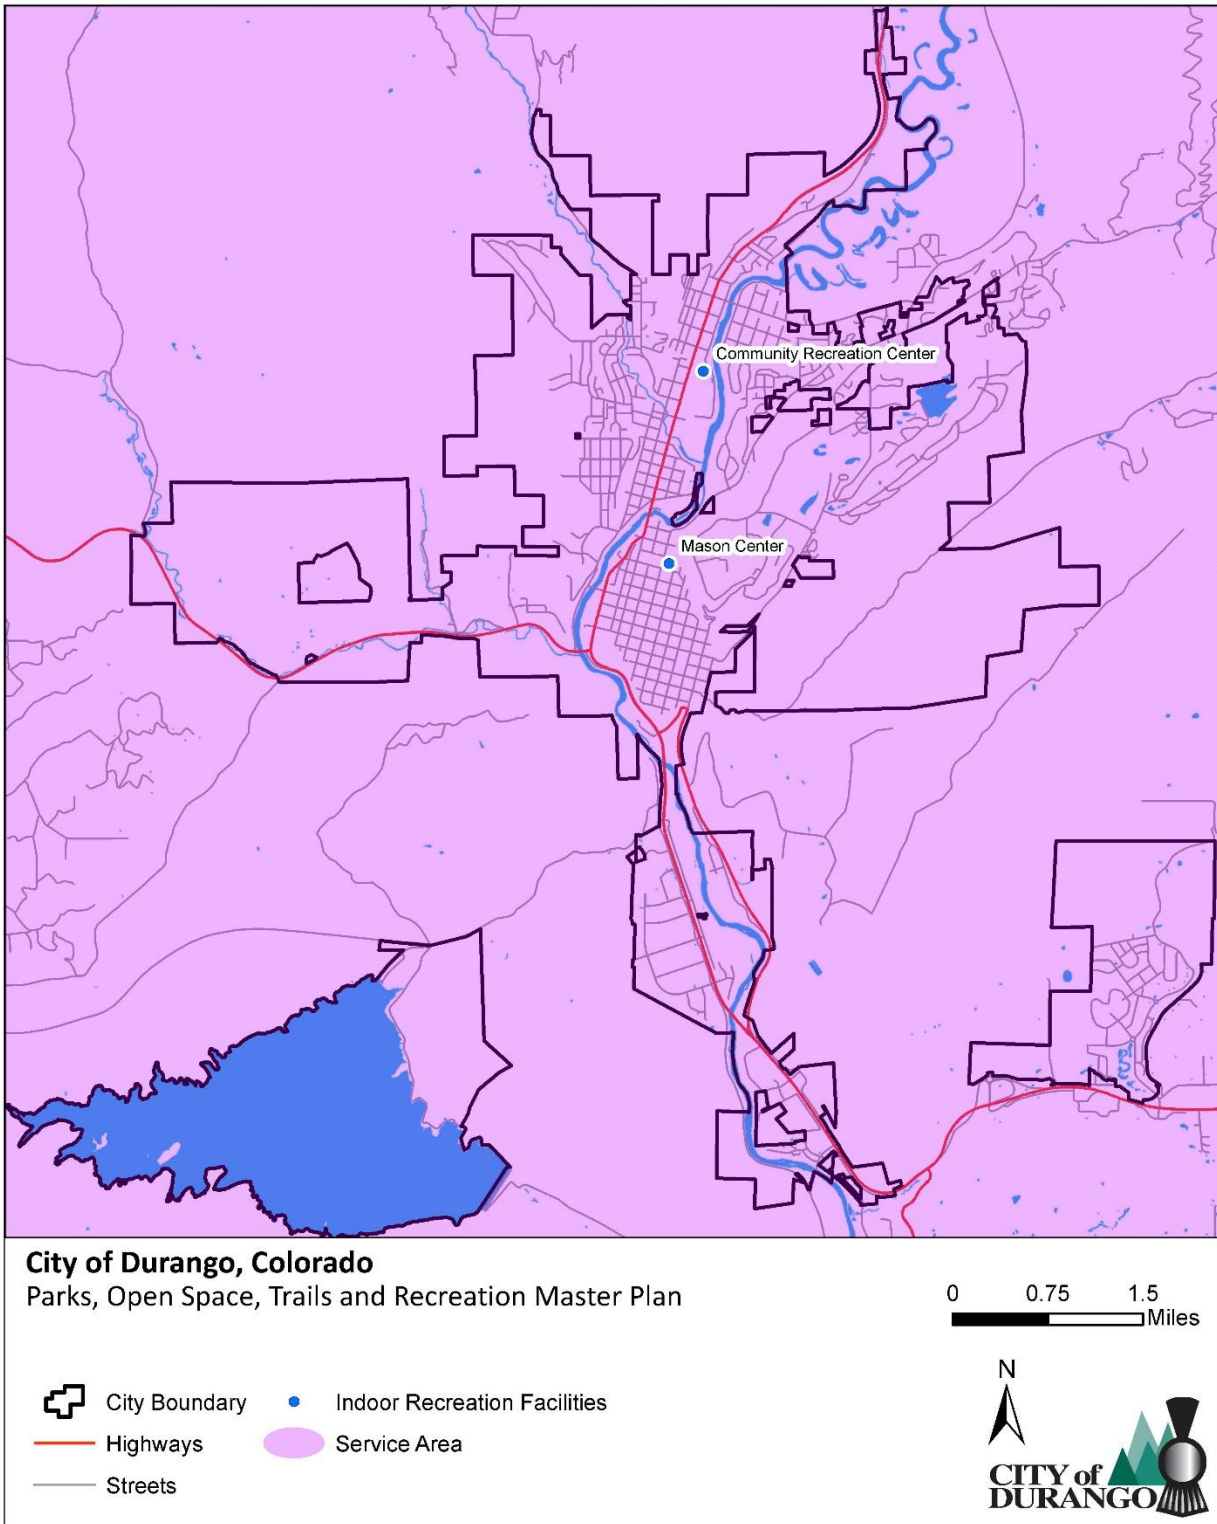 Community Recreation Center
Mason Center
City of Durango, Colorado
Parks, Open Space, Trails and Recreation Master Plan
0 0.75 1.5
Miles
City Boundary
Indoor Recreation Facilities
Highways
Service Area
Streets
N
CITY of
DURANGO